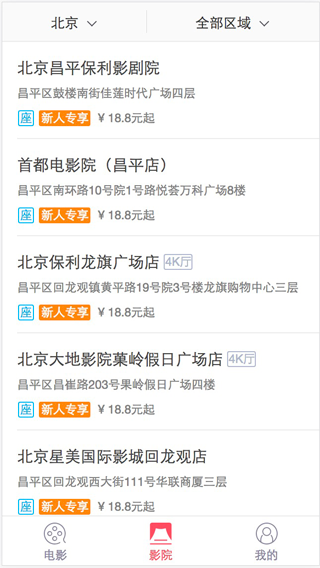 北京
全部区域
北京昌平保利影剧院
昌平区鼓楼南街佳莲时代广场四层
座 新人专享 ¥ 18.8元起
首都电影院（昌平店）
昌平区南环路10号院1号路悦荟万科广场8楼
座 新人专享 ¥ 18.8元起
北京保利龙旗广场店 4K厅
昌平区回龙观镇黄平路19号院3号楼龙旗购物中心三层
座 新人专享 ¥ 18.8元起
北京大地影院菓岭假日广场店 4K厅
昌平区昌崔路203号果岭假日广场四楼
座 新人专享 ¥ 18.8元起
北京星美国际影城回龙观店
昌平区回龙观西大街111号华联商厦三层
座 新人专享 ¥ 18.8元起
电影
影院
我的